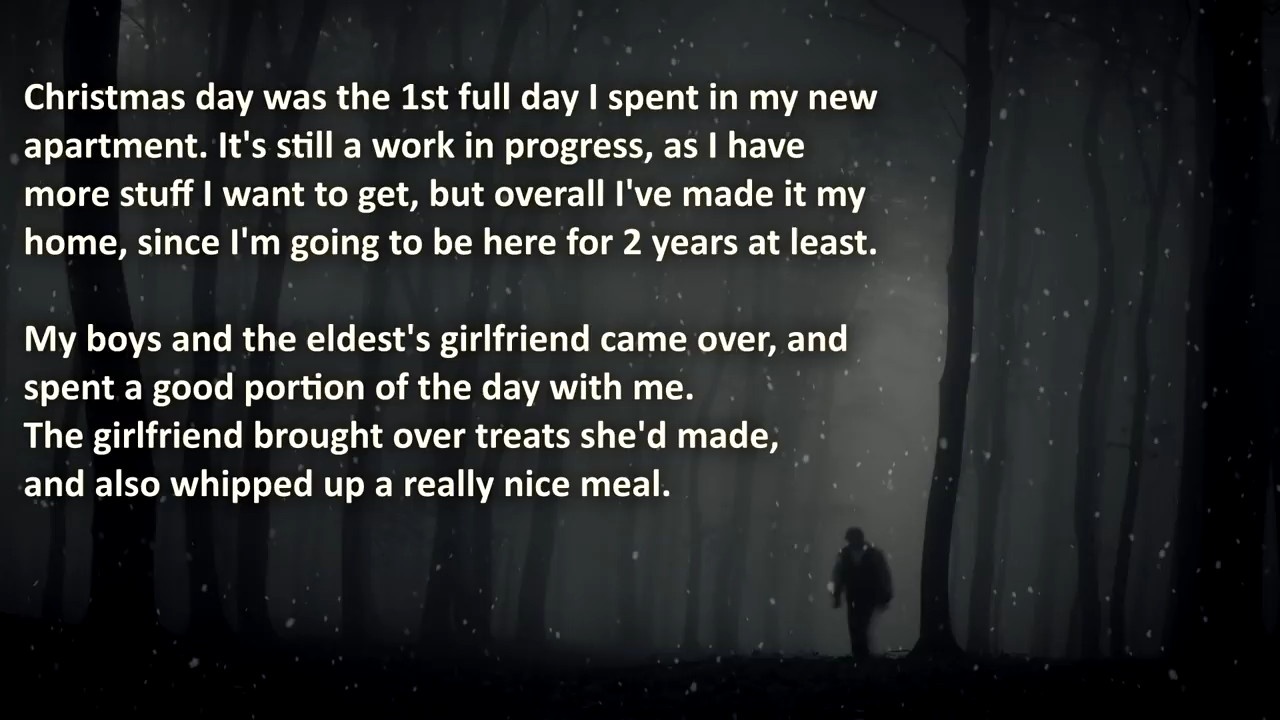 Christmas day was the 1st full day I spent in my new
apartment. It's still a work in progress, as I have
more stuff I want to get, but overall I've made it my
home, since I'm going to be here for 2 years at least.
My boys and the eldest's girlfriend came over, and
spent a good portion of the day with me.
The girlfriend brought over treats she'd made,
and also whipped up a really nice meal.